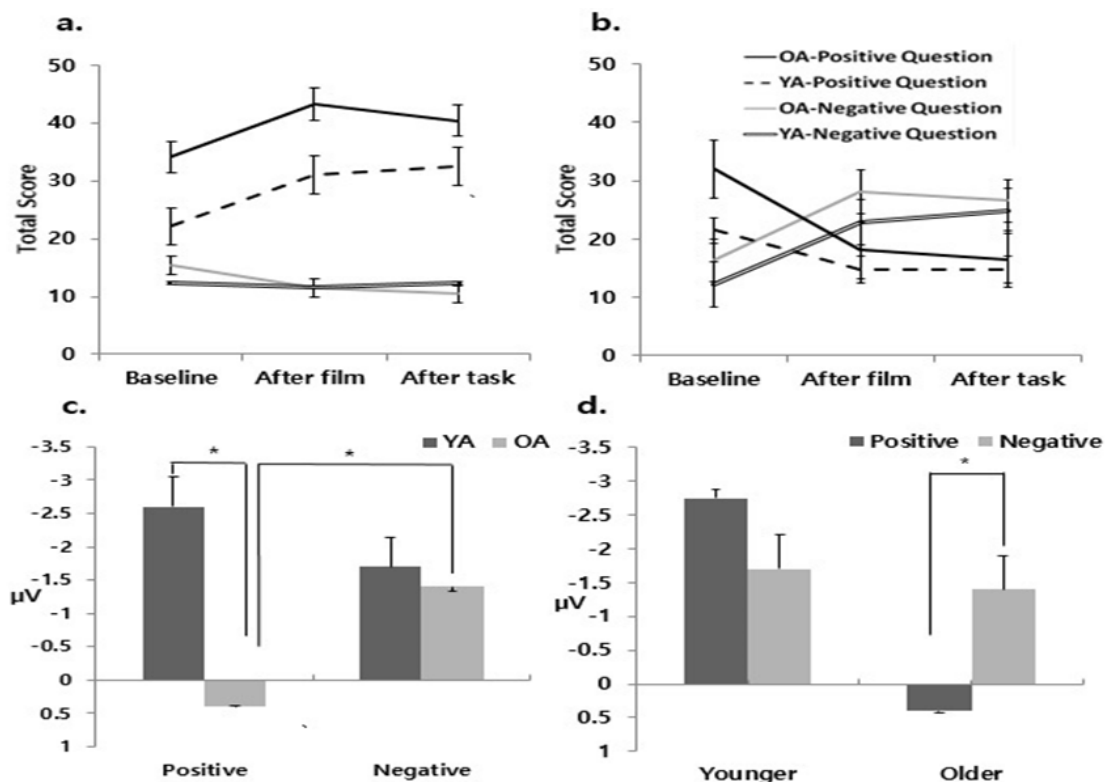 a.
50
40
30
20
10
0
Total Score
Baseline After film After task
b.
50
40
30
20
10
0
Total Score
OA-Positive Question
YA-Positive Question
OA-Negative Question
YA-Negative Question
Baseline After film After task
c.
-3.5
-3
-2.5
-2
-1.5
-1
-0.5
0
0.5
1
µV
YA OA
*
*
Positive Negative
d.
-3.5
-3
-2.5
-2
-1.5
-1
-0.5
0
0.5
1
µV
Positive Negative
*
Younger Older